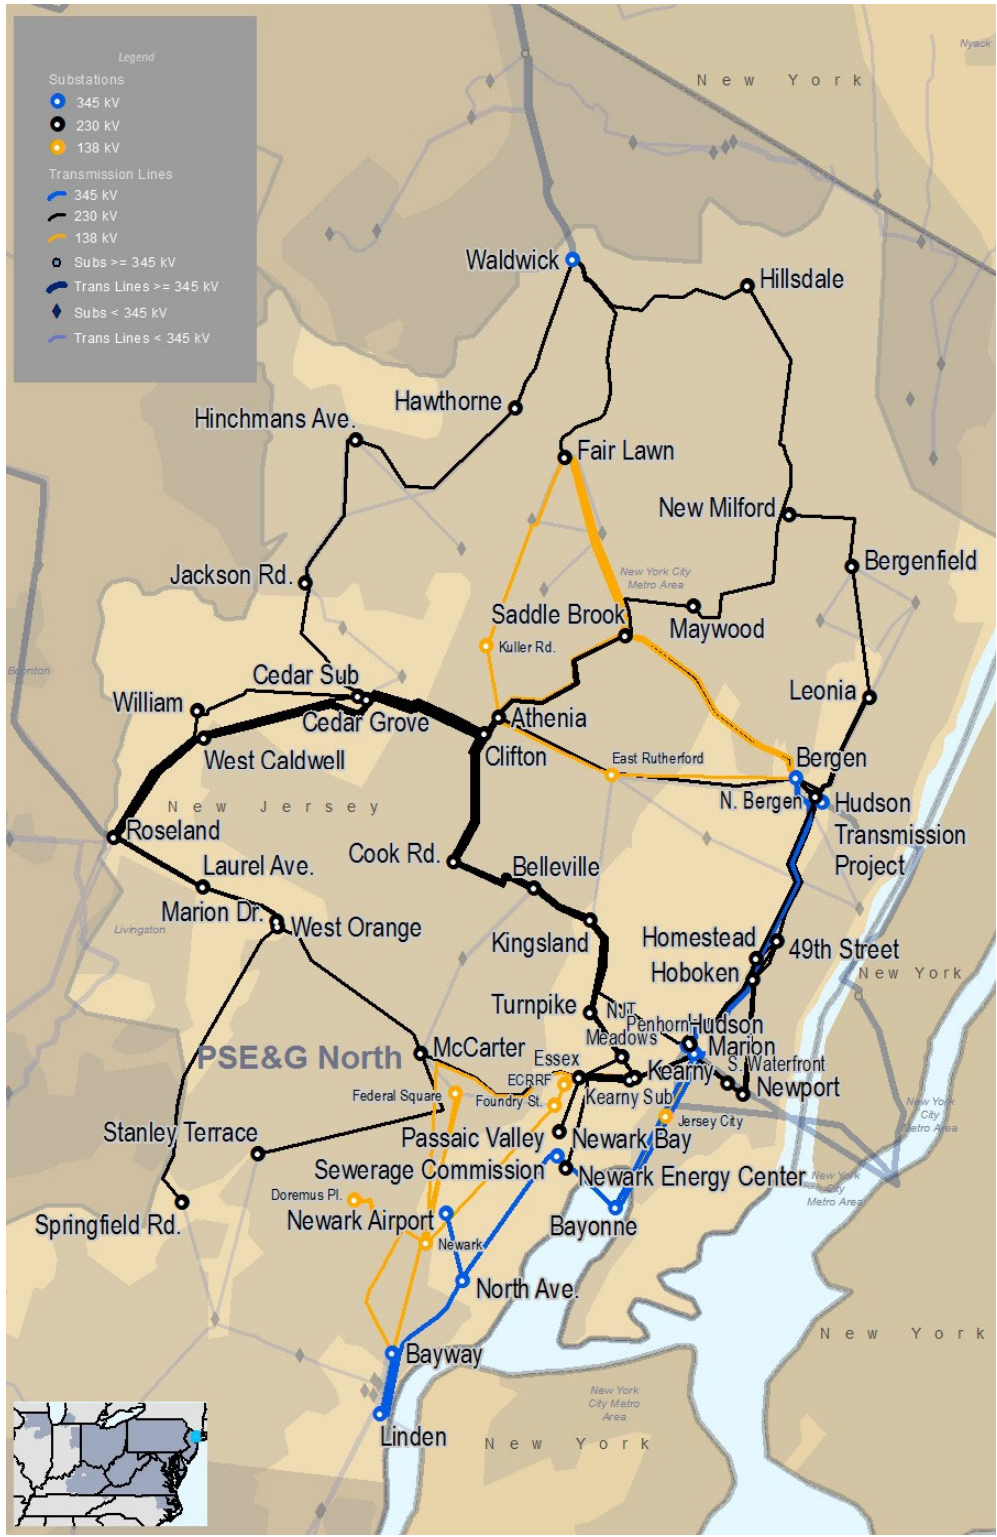 Legend
Substations
345 kV
230 kV
138 kV
Transmission Lines
345 kV
230 kV
138 kV
Subs >= 345 kV
Trans Lines >= 345 kV
Subs < 345 kV
Trans Lines < 345 kV
Nyack
New York
Waldwick
Hillsdale
Hawthorne
Hinchmans Ave.
Fair Lawn
New Milford
Bergenfield
Jackson Rd.
New York City
Metro Area
Saddle Brook
Maywood
Kuller Rd.
Boonton
Cedar Sub
William
Leonia
Cedar Grove
Athenia
Clifton
West Caldwell
East Rutherford
Bergen
N. Bergen
Hudson
Transmission
Project
New Jersey
Roseland
Cook Rd.
Laurel Ave.
Belleville
Marion Dr.
West Orange
Livingston
Kingsland
Homestead
49th Street
Hoboken
New York
Turnpike
NJT
Meadows
Penhorn
Hudson
Marion
PSE&G North
McCarter
Essex
ECRRF
Kearny
S. Waterfront
Newport
Federal Square
Foundry St.
Kearny Sub
New York
City
Metro Area
Jersey City
Stanley Terrace
Passaic Valley
Sewerage Commission
Newark Bay
Newark Energy Center
New York
City
Metro Area
Doremus Pl.
Springfield Rd.
Newark Airport
Bayonne
Newark
North Ave.
New York
Bayway
New York
City Metro
Area
Linden
New York